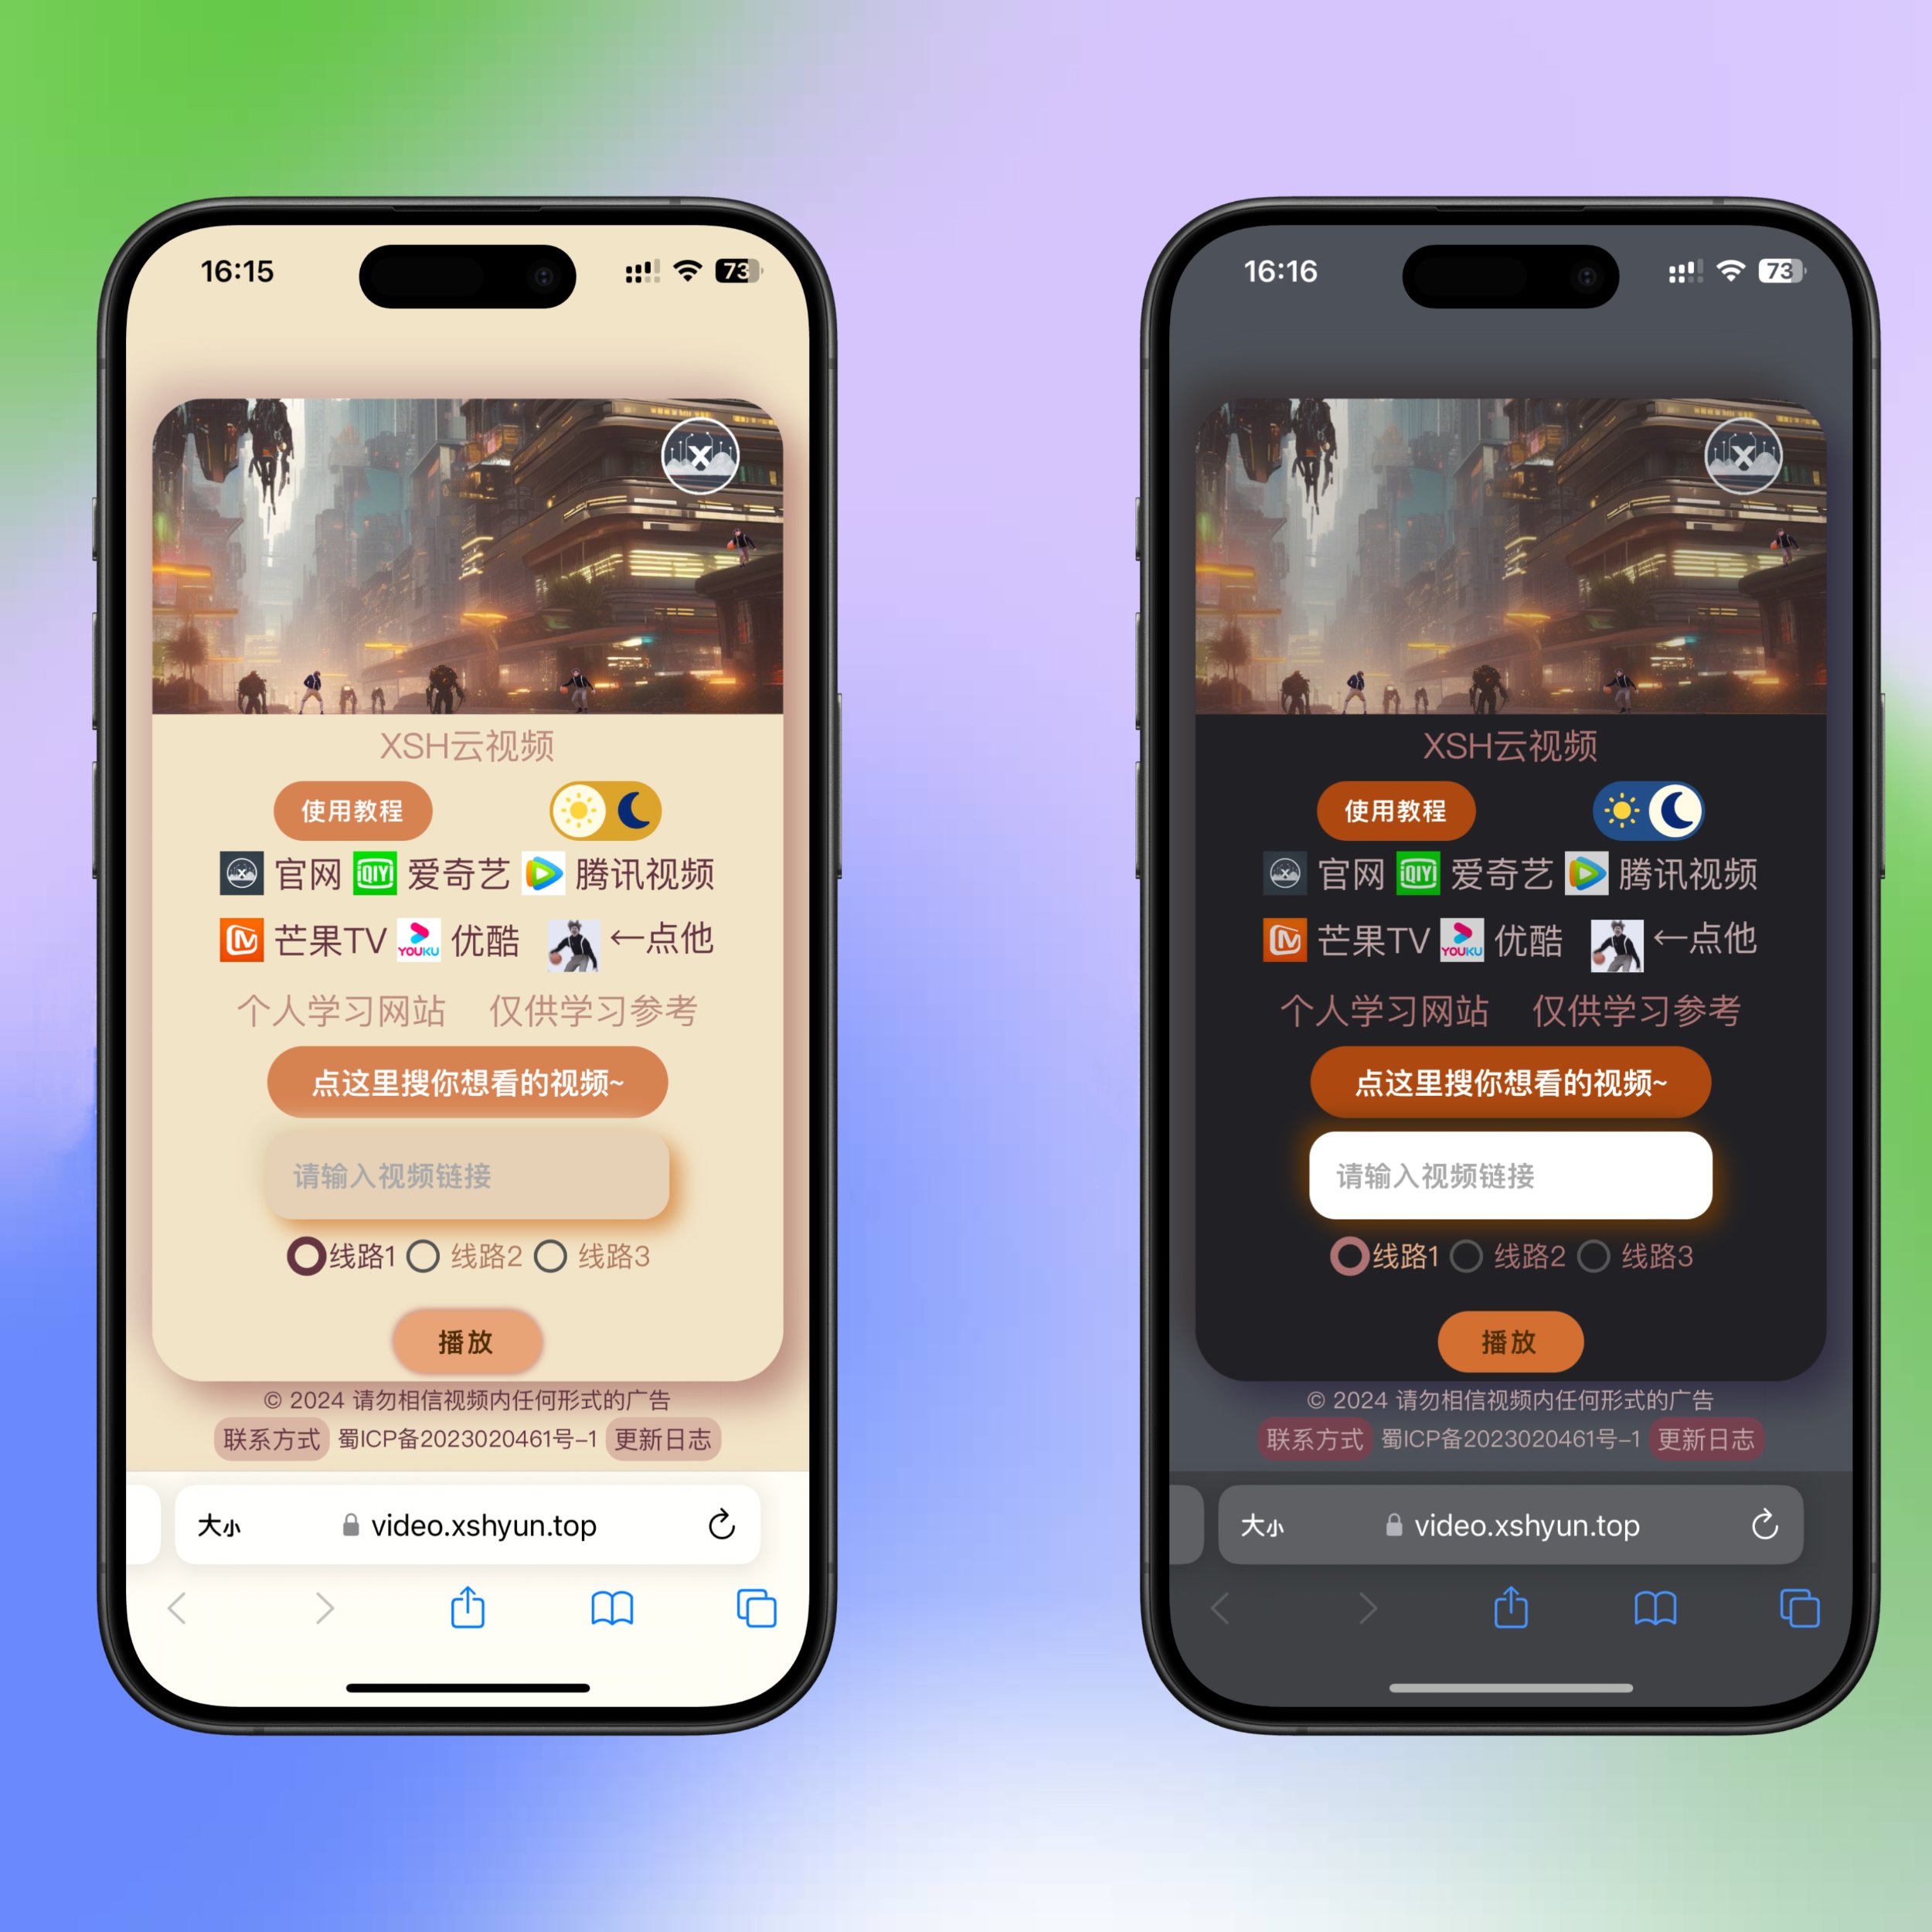 16:15
73
X
XSH云视频
使用教程
官网 iQIYI 爱奇艺 腾讯视频
芒果TV YOUKU 优酷 ←点他
个人学习网站 仅供学习参考
点这里搜你想看的视频~
请输入视频链接
线路1 线路2 线路3
播放
© 2024 请勿相信视频内任何形式的广告
联系方式 蜀ICP备2023020461号-1 更新日志
大小 video.xshyun.top
16:16
73
X
XSH云视频
使用教程
官网 iQIYI 爱奇艺 腾讯视频
芒果TV YOUKU 优酷 ←点他
个人学习网站 仅供学习参考
点这里搜你想看的视频~
请输入视频链接
线路1 线路2 线路3
播放
© 2024 请勿相信视频内任何形式的广告
联系方式 蜀ICP备2023020461号-1 更新日志
大小 video.xshyun.top